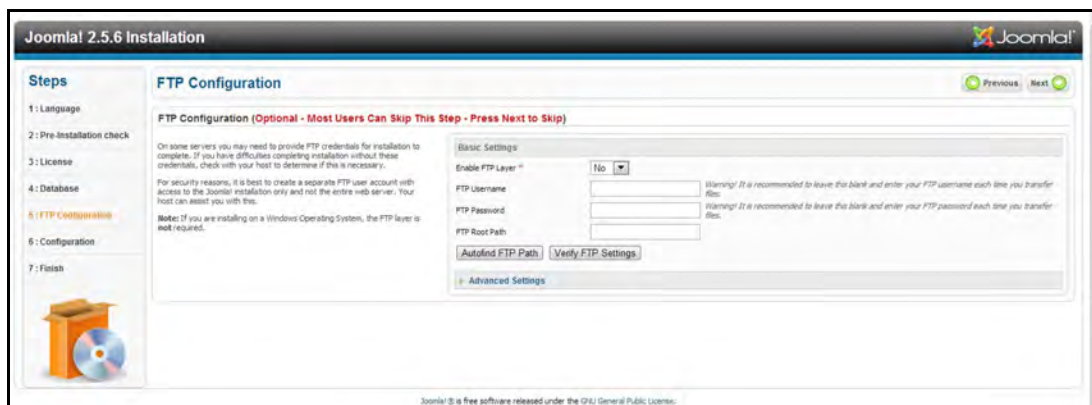 Joomla! 2.5.6 Installation
Joomla!
Steps
1 : Language
2 : Pre-Installation check
3 : License
4 : Database
5 : FTP Configuration
6 : Configuration
7 : Finish
FTP Configuration
Previous
Next
FTP Configuration (Optional - Most Users Can Skip This Step - Press Next to Skip)
On some servers you may need to provide FTP credentials for installation to
complete. If you have difficulties completing installation without these
credentials, check with your host to determine if this is necessary.
For security reasons, it is best to create a separate FTP user account with
access to the Joomla! installation only and not the entire web server. Your
host can assist you with this.
Note: If you are installing on a Windows Operating System, the FTP layer is
not required.
Basic Settings
Enable FTP Layer *
No
FTP Username
Warning! It is recommended to leave this blank and enter your FTP username each time you transfer
files.
FTP Password
Warning! It is recommended to leave this blank and enter your FTP password each time you transfer
files.
FTP Root Path
Autofind FTP Path
Verify FTP Settings
Advanced Settings
Joomla! ® is free software released under the GNU General Public License.